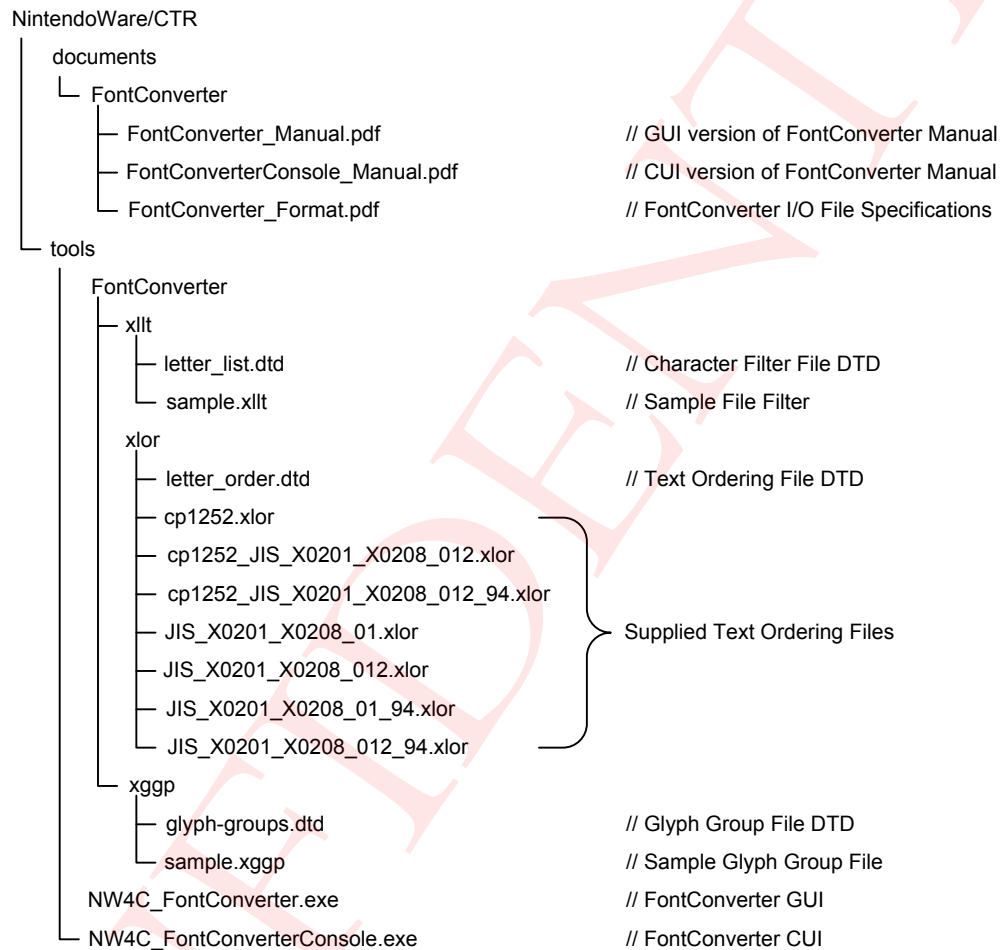 NintendoWare/CTR
documents
FontConverter
FontConverter_Manual.pdf // GUI version of FontConverter Manual
FontConverterConsole_Manual.pdf // CUI version of FontConverter Manual
FontConverter_Format.pdf // FontConverter I/O File Specifications
tools
FontConverter
xllt
letter_list.dtd // Character Filter File DTD
sample.xllt // Sample File Filter
xlor
letter_order.dtd // Text Ordering File DTD
cp1252.xlor
cp1252_JIS_X0201_X0208_012.xlor
cp1252_JIS_X0201_X0208_012_94.xlor
JIS_X0201_X0208_01.xlor Supplied Text Ordering Files
JIS_X0201_X0208_012.xlor
JIS_X0201_X0208_01_94.xlor
JIS_X0201_X0208_012_94.xlor
xggp
glyph-groups.dtd // Glyph Group File DTD
sample.xggp // Sample Glyph Group File
NW4C_FontConverter.exe // FontConverter GUI
NW4C_FontConverterConsole.exe // FontConverter CUI